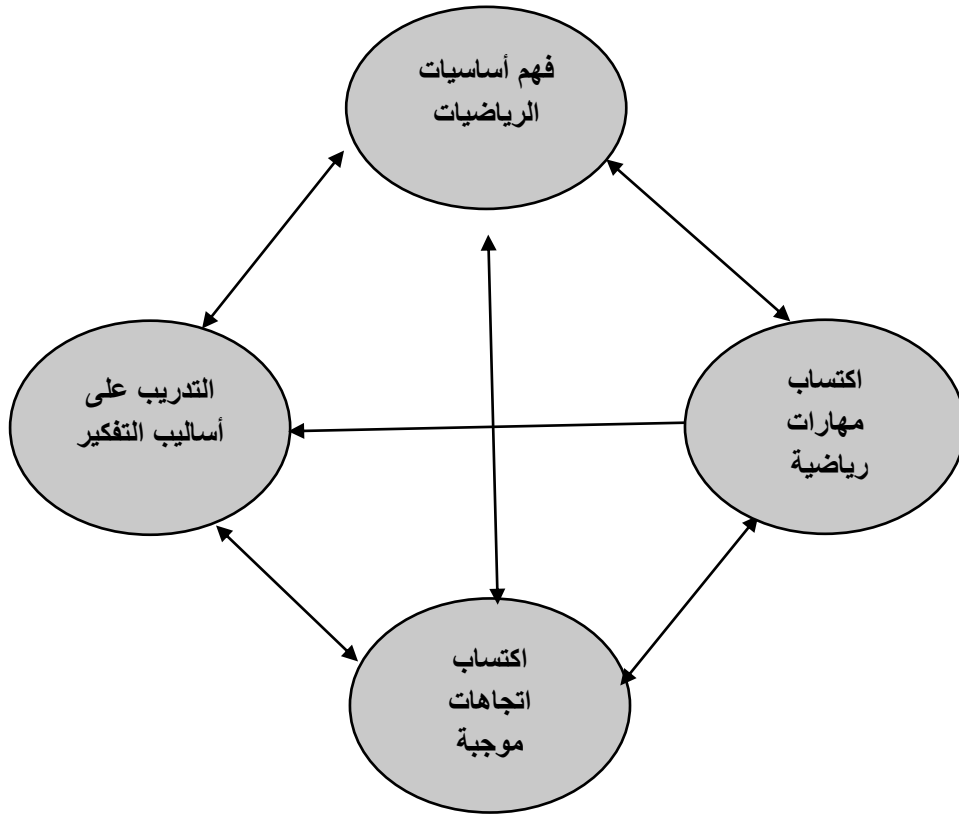 فهم أساسيات
الرياضيات
اكتساب
مهارات
رياضية
التدريب على
أساليب التفكير
اكتساب
اتجاهات
موجبة